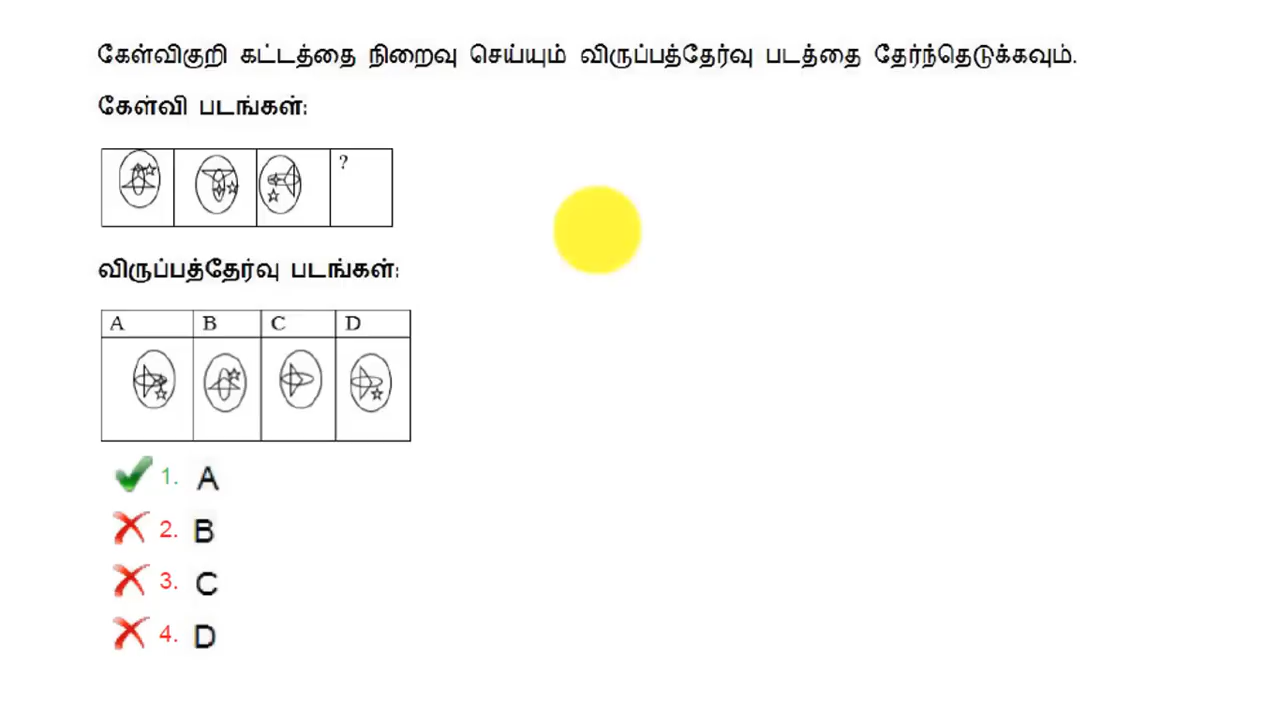 கேள்விகுறி கட்டத்தை நிறைவு செய்யும் விருப்பத்தேர்வு படத்தை தேர்ந்தெடுக்கவும்.
கேள்வி படங்கள்:
?
விருப்பத்தேர்வு படங்கள்:
A B C D
1. A
2. B
3. C
4. D